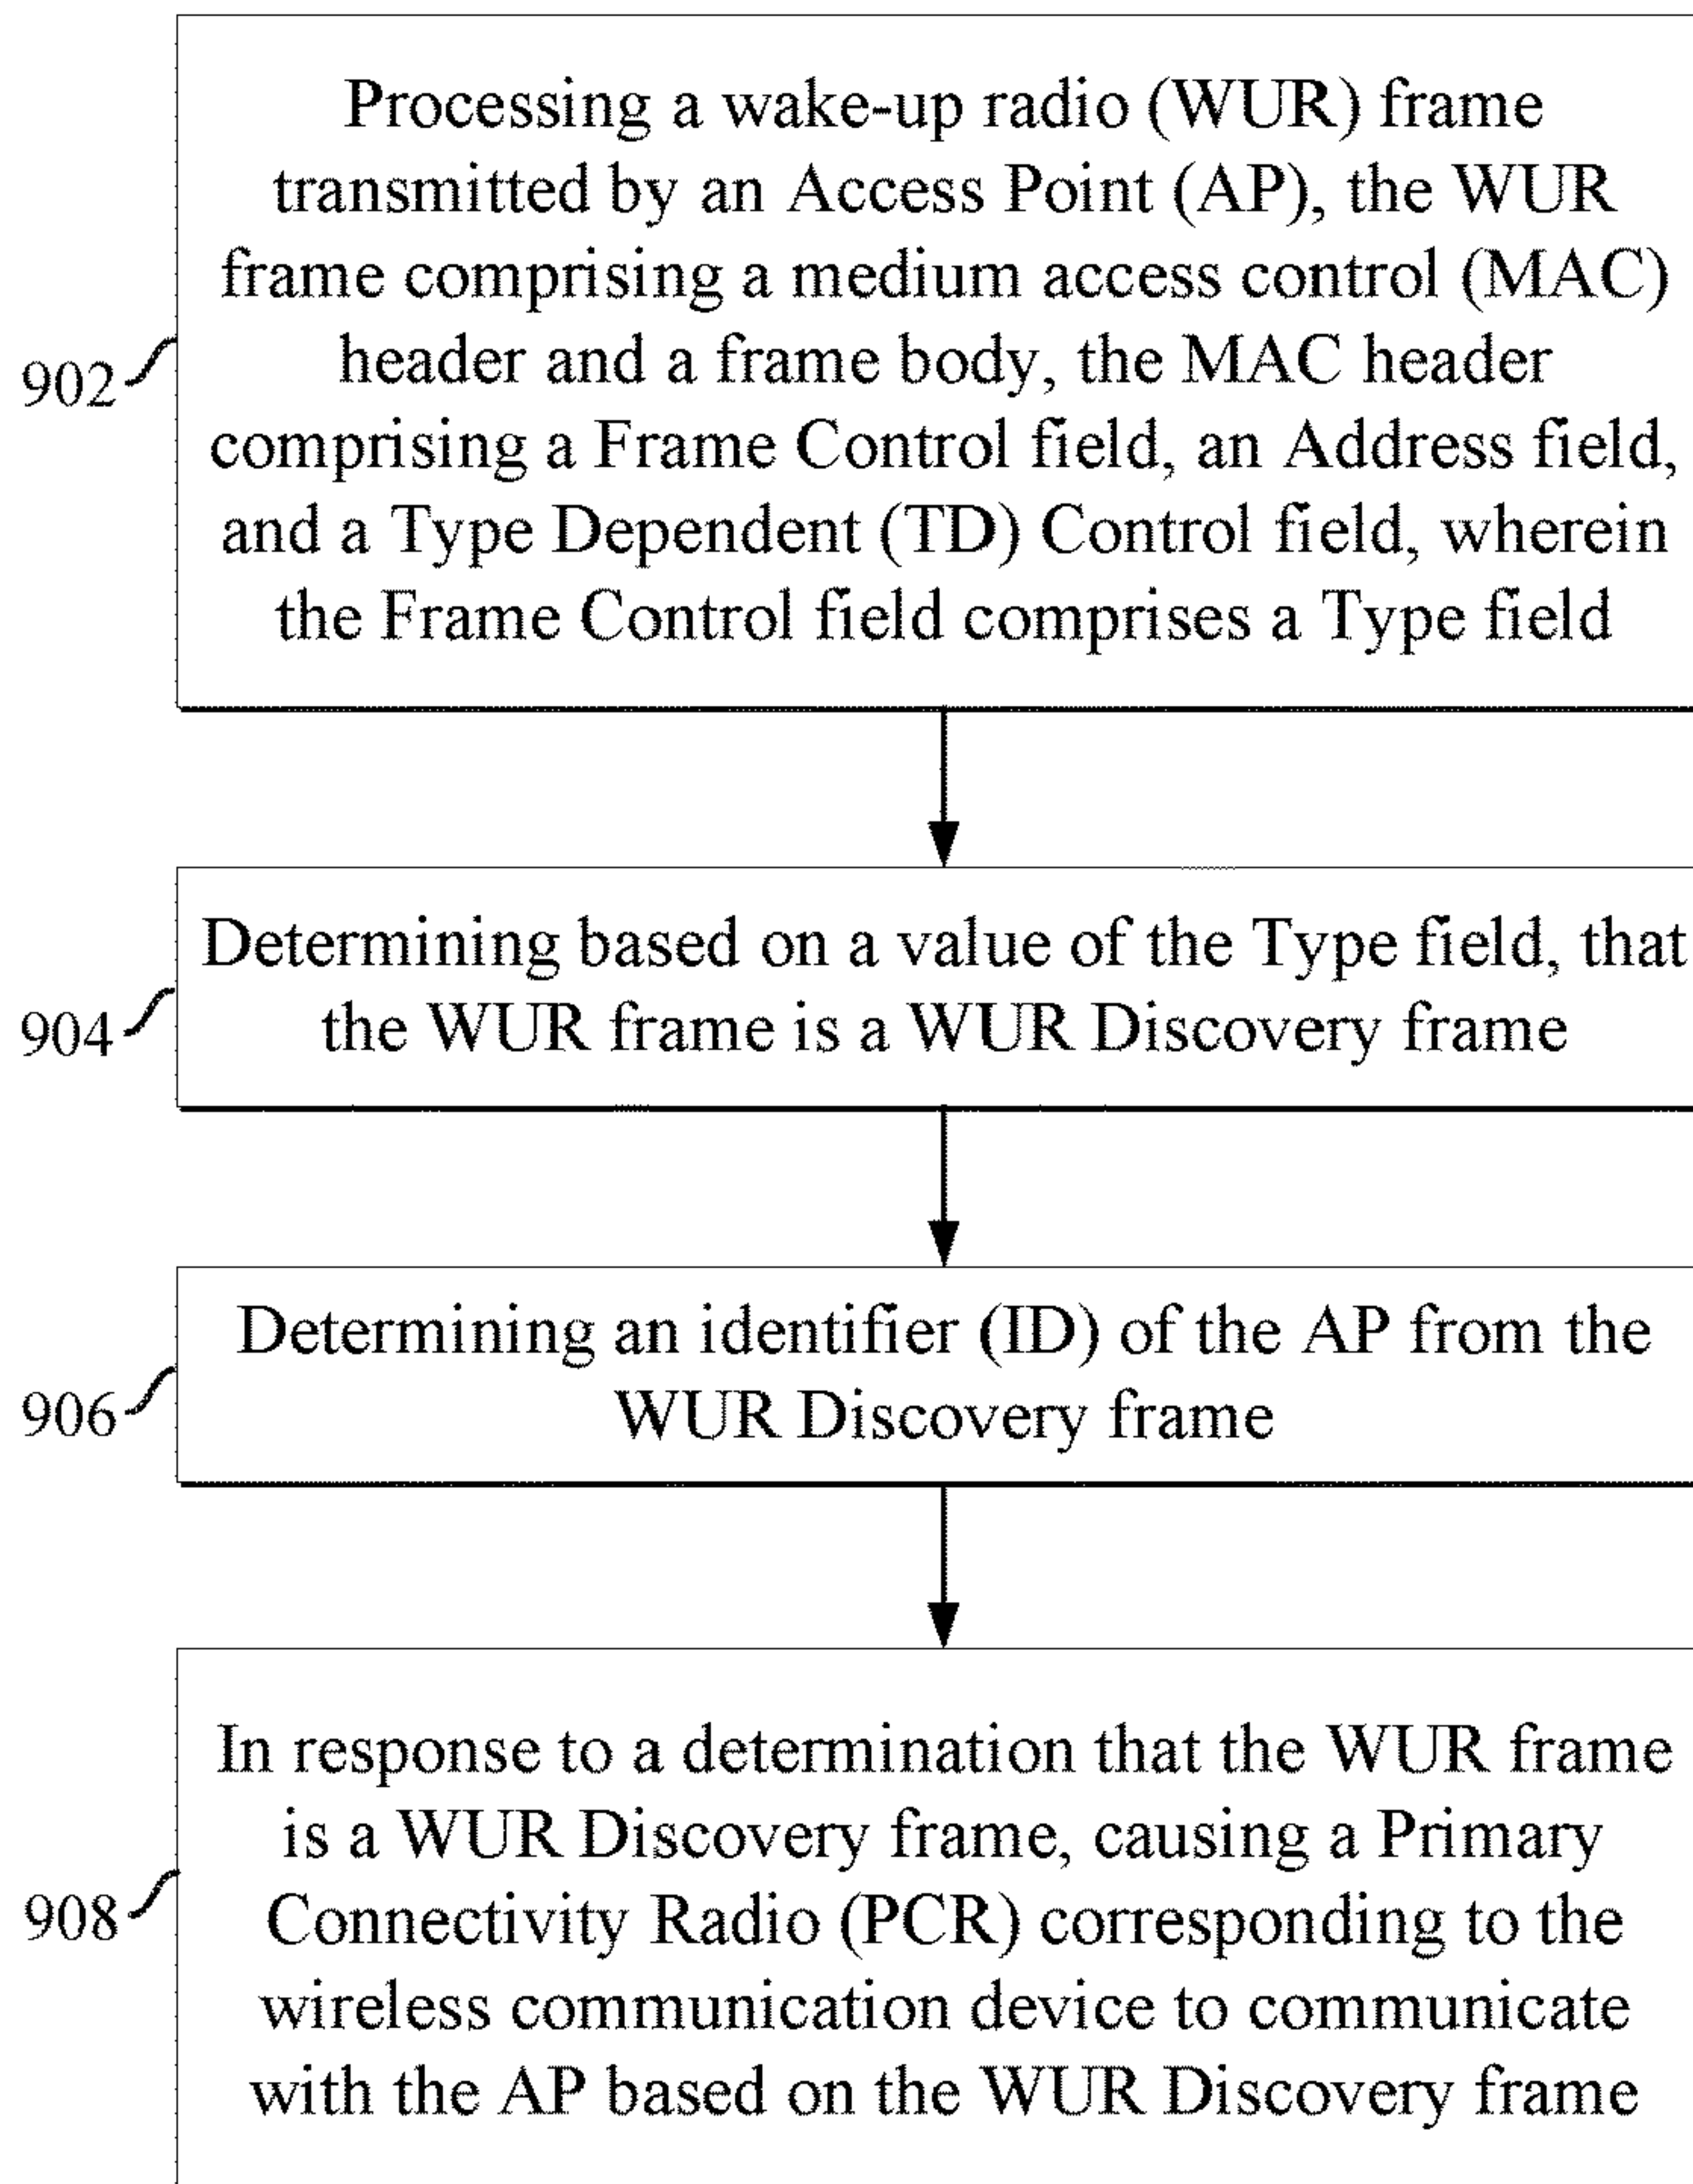 Processing a wake-up radio (WUR) frame
transmitted by an Access Point (AP), the WUR
frame comprising a medium access control (MAC)
header and a frame body, the MAC header
comprising a Frame Control field, an Address field,
and a Type Dependent (TD) Control field, wherein
the Frame Control field comprises a Type field
902
Determining based on a value of the Type field, that
the WUR frame is a WUR Discovery frame
904
Determining an identifier (ID) of the AP from the
WUR Discovery frame
906
In response to a determination that the WUR frame
is a WUR Discovery frame, causing a Primary
Connectivity Radio (PCR) corresponding to the
wireless communication device to communicate
with the AP based on the WUR Discovery frame
908